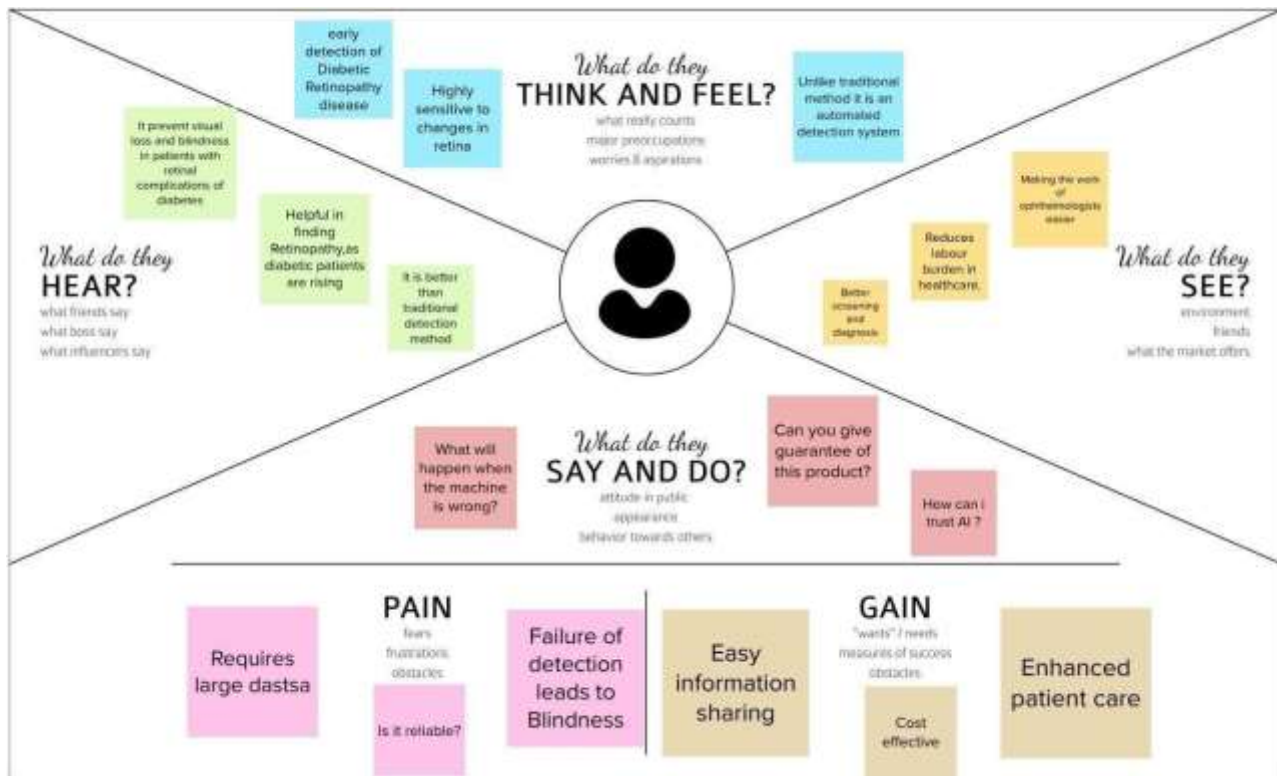 early
detection of
Diabetic
Retinopathy
disease
Highly
sensitive to
changes in
retina
What do they
THINK AND FEEL?
what really counts
major preoccupations
worries & aspirations
Unlike traditional
method it is an
automated
detection system
It prevent visual
loss and blindness
in patients with
retinal
complications of
diabetes
Helpful in
finding
Retinopathy,as
diabetic patients
are rising
It is better
than
traditional
detection
method
What do they
HEAR?
what friends say
what boss say
what influencers say
Making the work
of
ophthalmologists
easier
Reduces
labour
burden in
healthcare.
Better
screening
and
diagnosis
What do they
SEE?
environment
friends
what the market offers
What will
happen when
the machine
is wrong?
What do they
SAY AND DO?
attitude in public
appearance
behavior towards others
Can you give
guarantee of
this product?
How can i
trust AI ?
PAIN
fears
frustrations
obstacles
Requires
large dastsa
Is it reliable?
Failure of
detection
leads to
Blindness
GAIN
"wants" / needs
measures of success
obstacles
Easy
information
sharing
Cost
effective
Enhanced
patient care